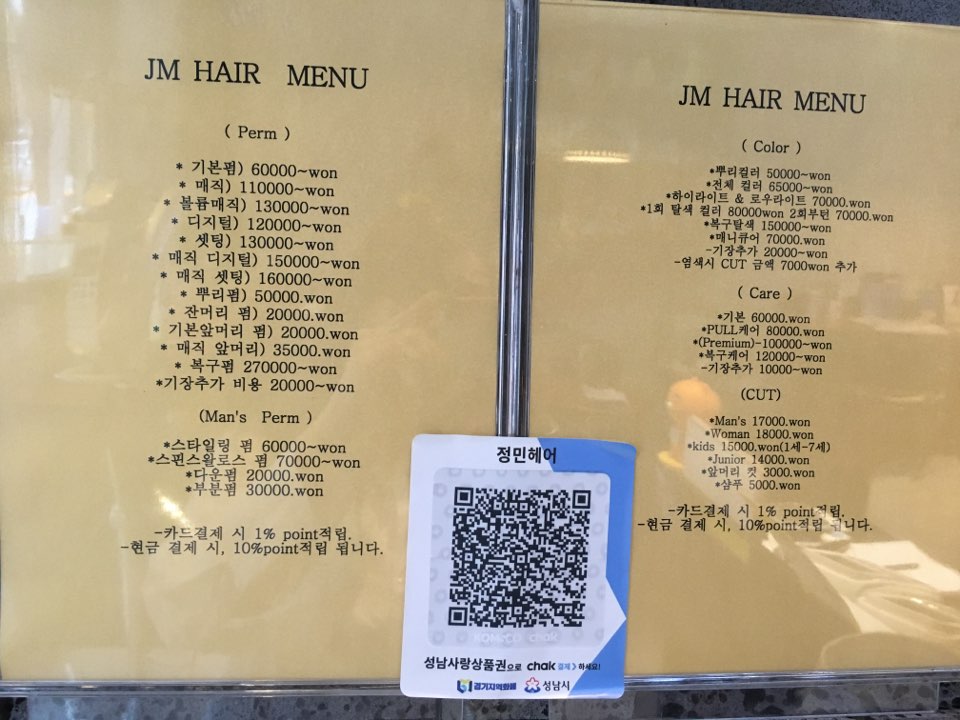 JM HAIR MENU
( Perm )
* 기본펌) 60000~won
* 매직) 110000~won
* 볼륨매직) 130000~won
* 디지털) 120000~won
* 셋팅) 130000~won
* 매직 디지털) 150000~won
* 매직 셋팅) 160000~won
* 뿌리펌) 50000.won
* 잔머리 펌) 20000.won
* 기본앞머리 펌) 20000.won
* 매직 앞머리) 35000.won
* 복구펌 270000~won
*기장추가 비용 20000~won
(Man's Perm )
*스타일링 펌 60000~won
*스핀스왈로스 펌 70000~won
*다운펌 20000.won
*부분펌 30000.won
-카드결제 시 1% point적립.
-현금 결제 시, 10%point적립 됩니다.
JM HAIR MENU
( Color )
*뿌리컬러 50000~won
*전체 컬러 65000~won
*하이라이트 & 로우라이트 70000.won
*1회 탈색 컬러 80000won 2회부턴 70000.won
*복구탈색 150000~won
*매니큐어 70000.won
-기장추가 20000~won
-염색시 CUT 금액 7000won 추가
( Care )
*기본 60000.won
*PULL케어 80000.won
*(Premium)-100000~won
*복구케어 120000~won
-기장추가 10000~won
(CUT)
*Man's 17000.won
*Woman 18000.won
*kids 15000.won(1세-7세)
*Junior 14000.won
*앞머리 컷 3000.won
*샴푸 5000.won
-카드결제 시 1% point적립.
-현금 결제 시, 10%point적립 됩니다.
정민헤어
KOMSCO chak
성남사랑상품권으로 chak 결제 하세요!
경기지역화폐 성남시